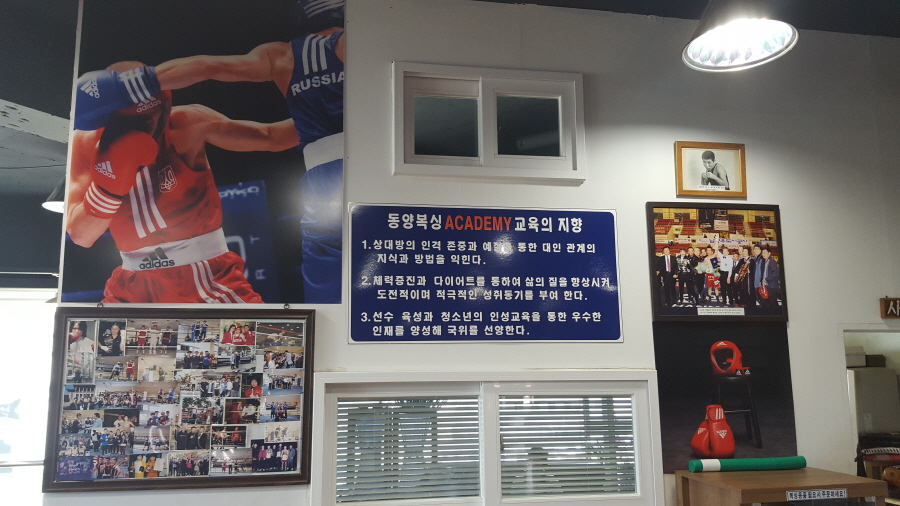 RUSSIA
adidas
adidas
adidas
동양복싱 ACADEMY 교육의 지향
1. 상대방의 인격 존중과 예절을 통한 대인 관계의
지식과 방법을 익힌다.
2. 체력증진과 다이어트를 통하여 삶의 질을 향상시켜
도전적이며 적극적인 성취동기를 부여 한다.
3. 선수 육성과 청소년의 인성교육을 통한 우수한
인재를 양성해 국위를 선양한다.